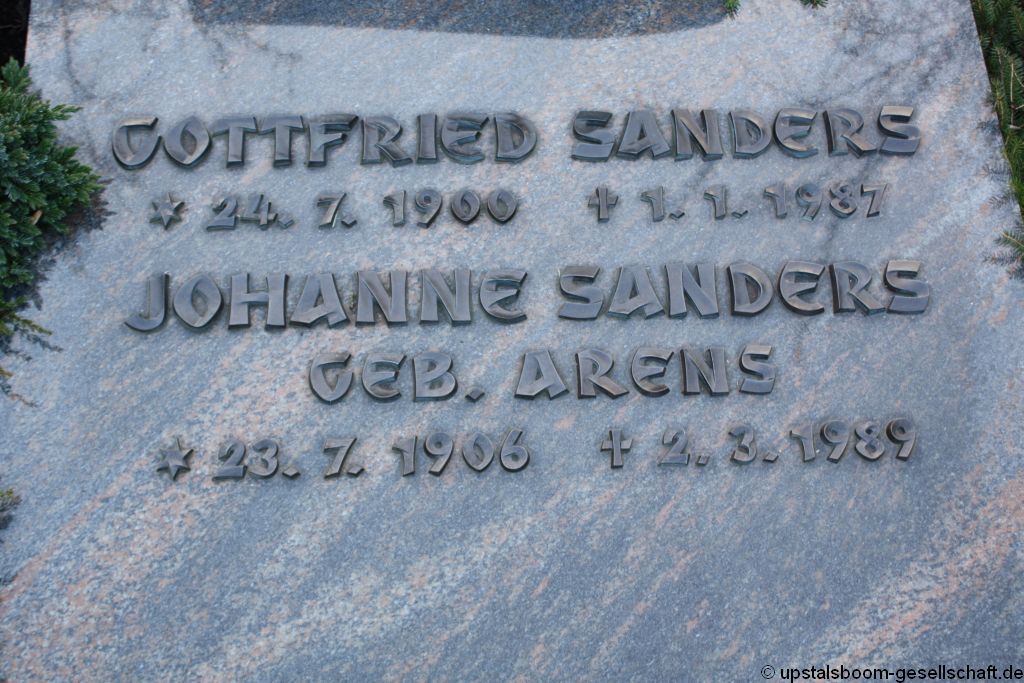 GOTTFRIED SANDERS
* 24. 7. 1900 † 1. 1. 1987
JOHANNE SANDERS
GEB. ARENS
* 23. 7. 1906 † 2. 3. 1989
© upstalsboom-gesellschaft.de